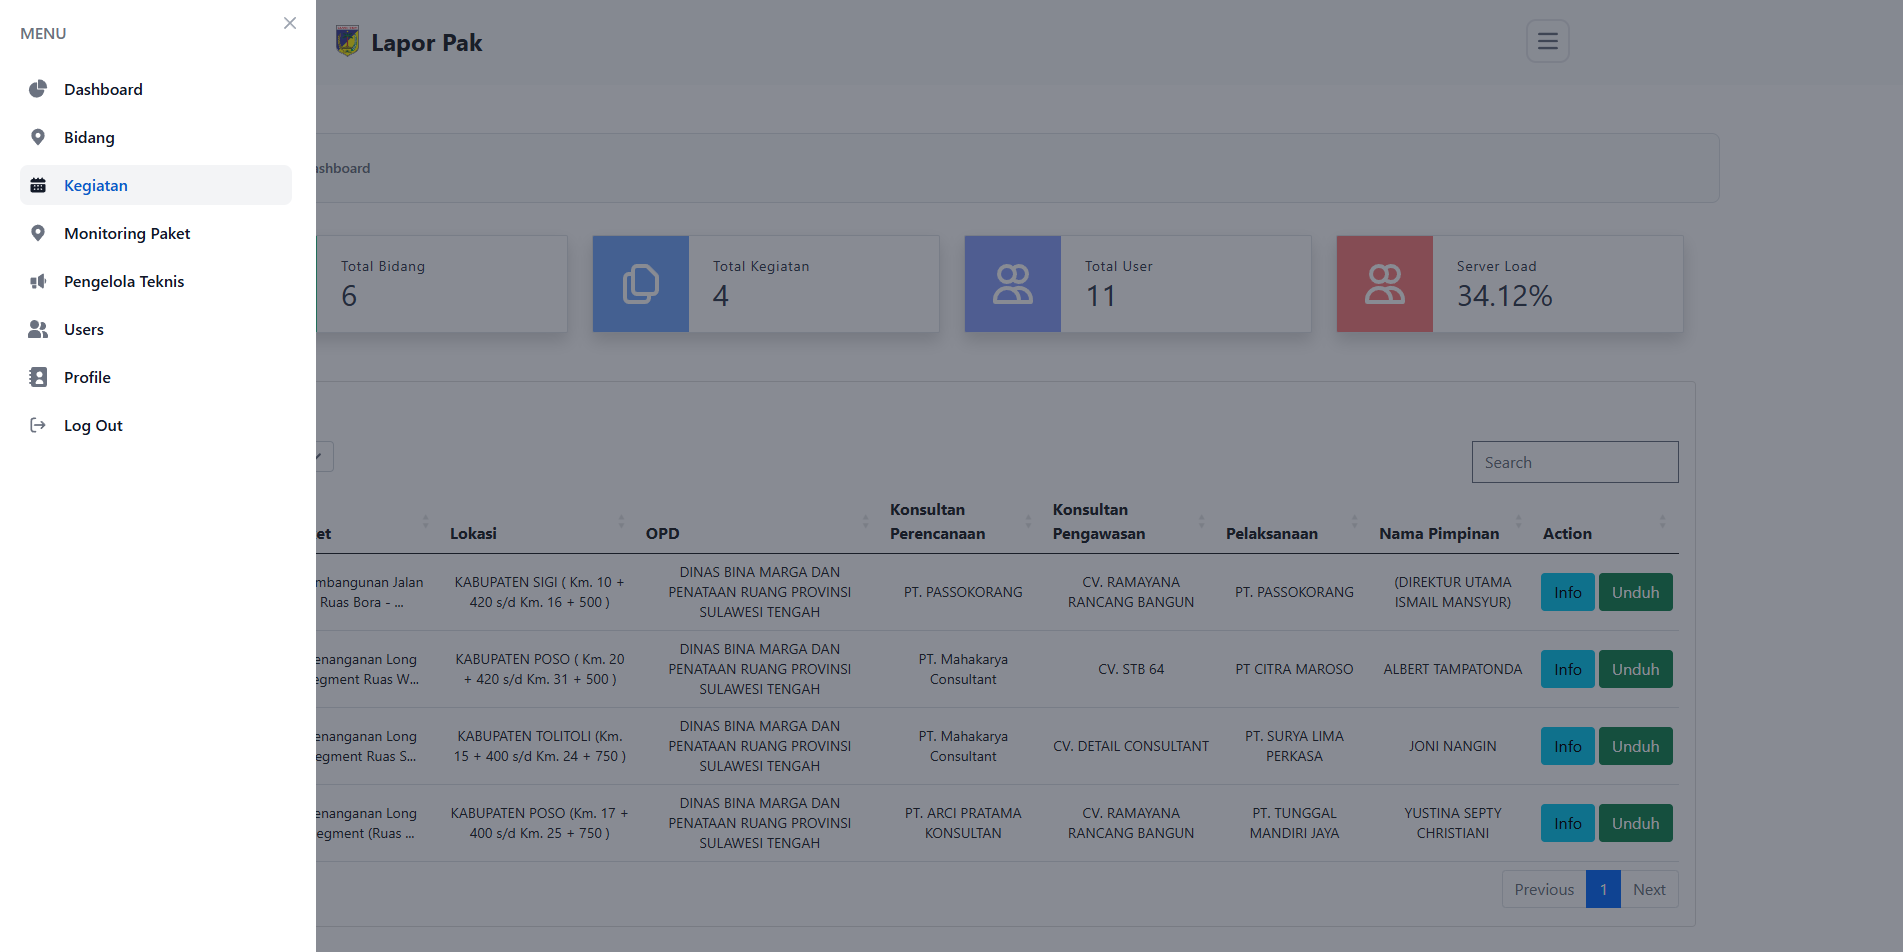 MENU
Dashboard
Bidang
Kegiatan
Monitoring Paket
Pengelola Teknis
Users
Profile
Log Out
Lapor Pak
ashboard
Total Bidang
6
Total Kegiatan
4
Total User
11
Server Load
34.12%
Search
et
Lokasi
OPD
Konsultan
Perencanaan
Konsultan
Pengawasan
Pelaksanaan
Nama Pimpinan
Action
mbangunan Jalan
Ruas Bora - ...
KABUPATEN SIGI ( Km. 10 +
420 s/d Km. 16 + 500 )
DINAS BINA MARGA DAN
PENATAAN RUANG PROVINSI
SULAWESI TENGAH
PT. PASSOKORANG
CV. RAMAYANA
RANCANG BANGUN
PT. PASSOKORANG
(DIREKTUR UTAMA
ISMAIL MANSYUR)
Info
Unduh
enanganan Long
egment Ruas W...
KABUPATEN POSO ( Km. 20
+ 420 s/d Km. 31 + 500 )
DINAS BINA MARGA DAN
PENATAAN RUANG PROVINSI
SULAWESI TENGAH
PT. Mahakarya
Consultant
CV. STB 64
PT CITRA MAROSO
ALBERT TAMPATONDA
Info
Unduh
enanganan Long
egment Ruas S...
KABUPATEN TOLITOLI (Km.
15 + 400 s/d Km. 24 + 750 )
DINAS BINA MARGA DAN
PENATAAN RUANG PROVINSI
SULAWESI TENGAH
PT. Mahakarya
Consultant
CV. DETAIL CONSULTANT
PT. SURYA LIMA
PERKASA
JONI NANGIN
Info
Unduh
enanganan Long
egment (Ruas ...
KABUPATEN POSO (Km. 17 +
400 s/d Km. 25 + 750 )
DINAS BINA MARGA DAN
PENATAAN RUANG PROVINSI
SULAWESI TENGAH
PT. ARCI PRATAMA
KONSULTAN
CV. RAMAYANA
RANCANG BANGUN
PT. TUNGGAL
MANDIRI JAYA
YUSTINA SEPTY
CHRISTIANI
Info
Unduh
Previous
1
Next